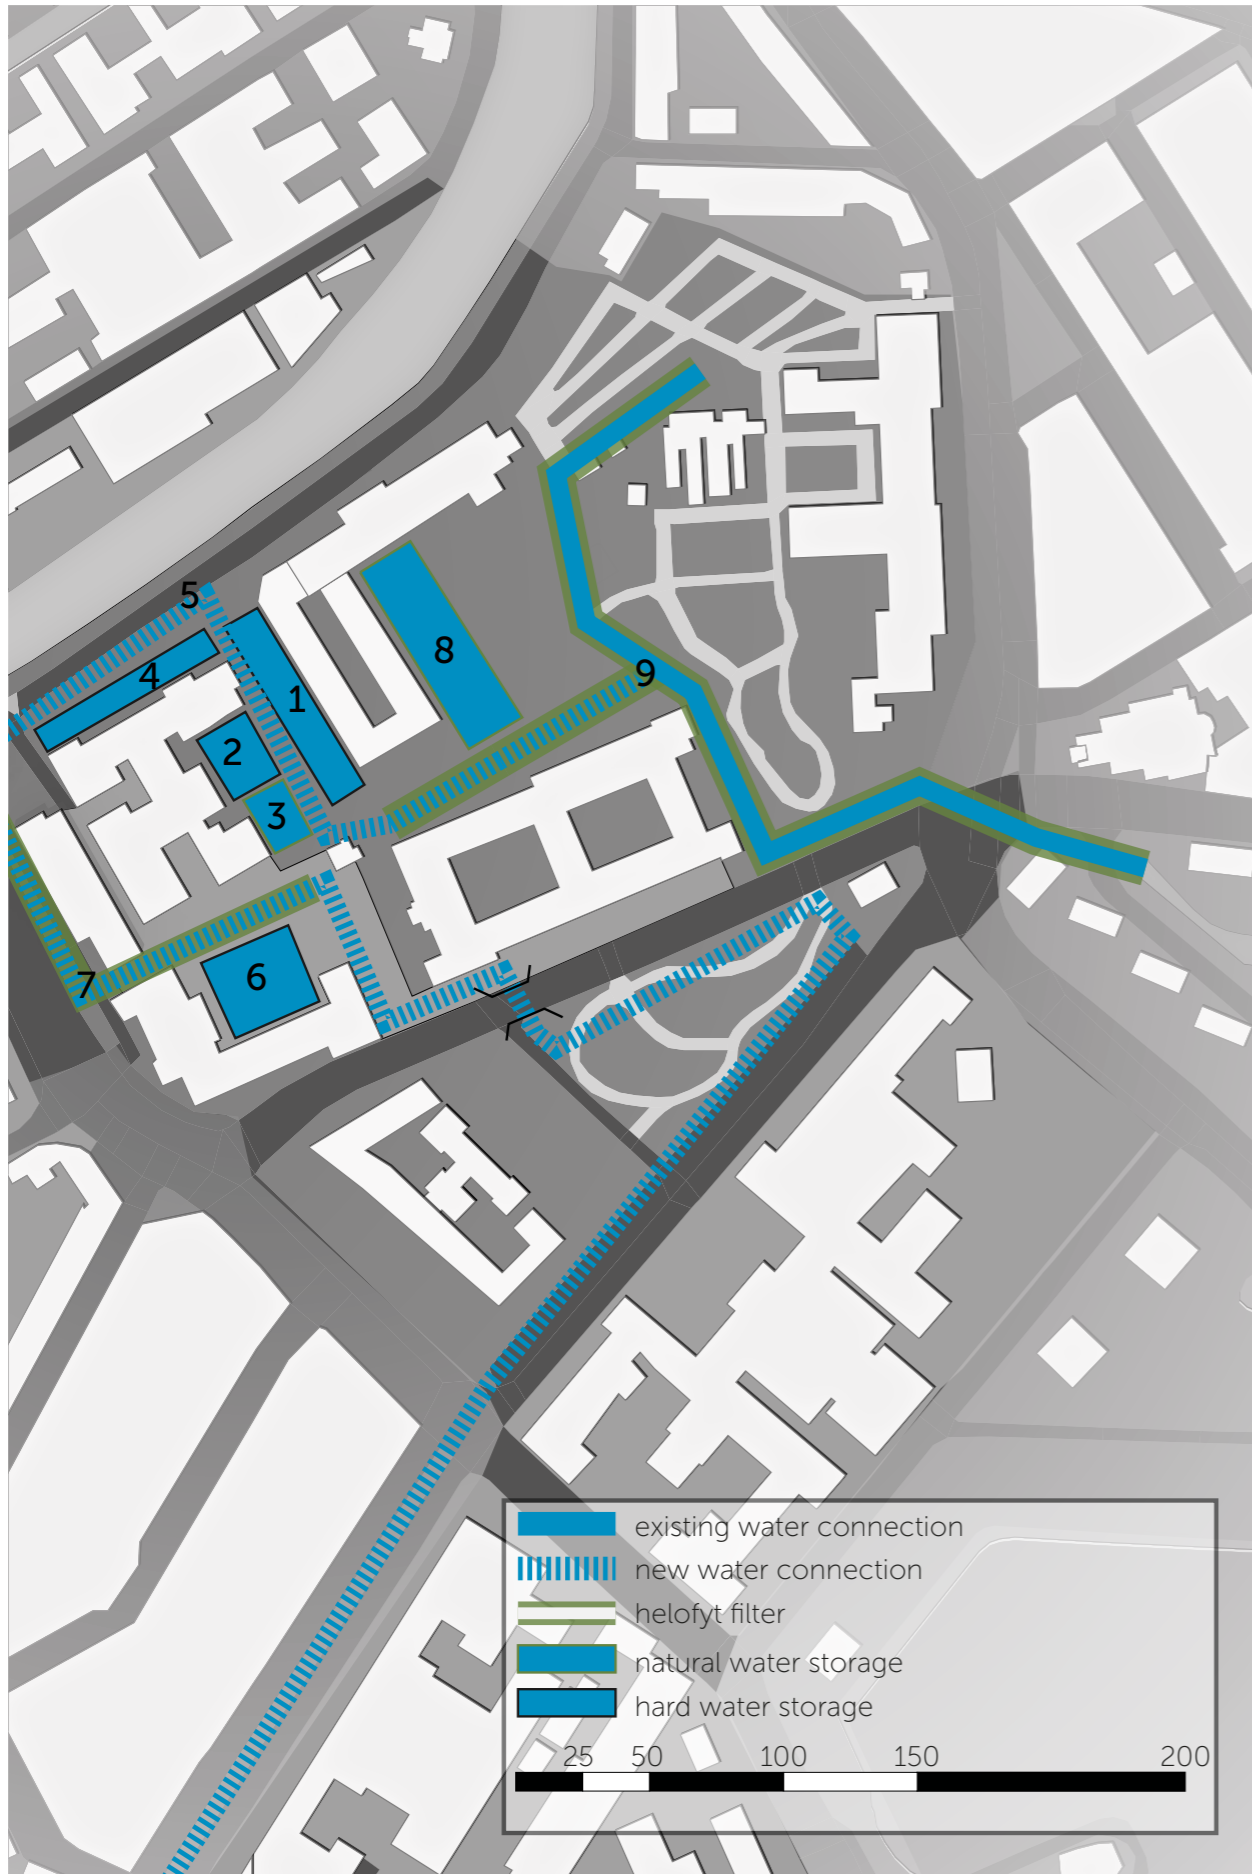 5
4
1
8
9
2
3
7
6
existing water connection
new water connection
helofyt filter
natural water storage
hard water storage
25 50 100 150 200